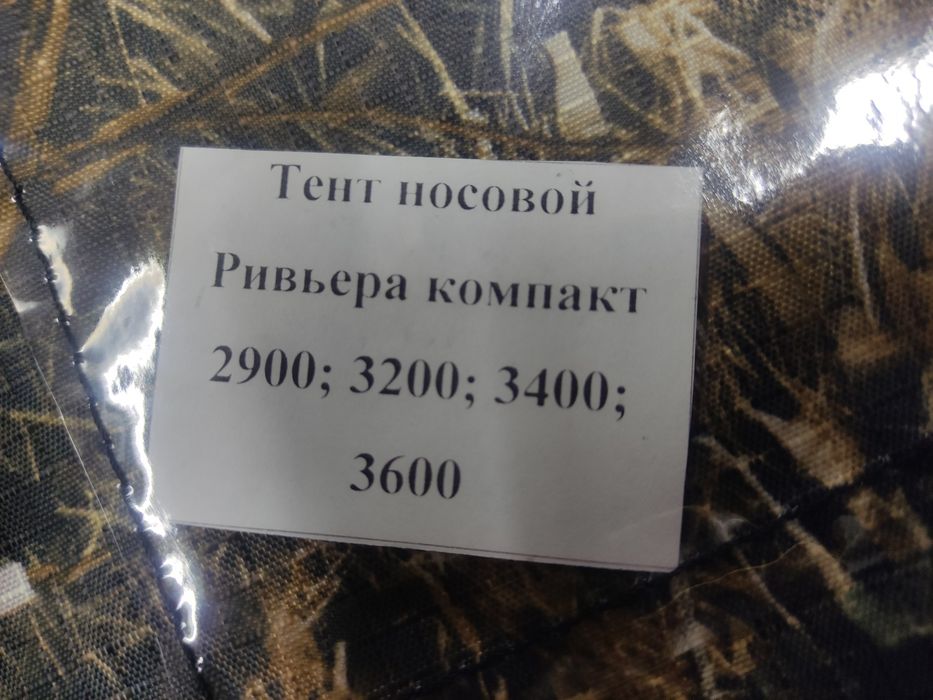 Тент носовой
Ривьера компакт
2900; 3200; 3400;
3600